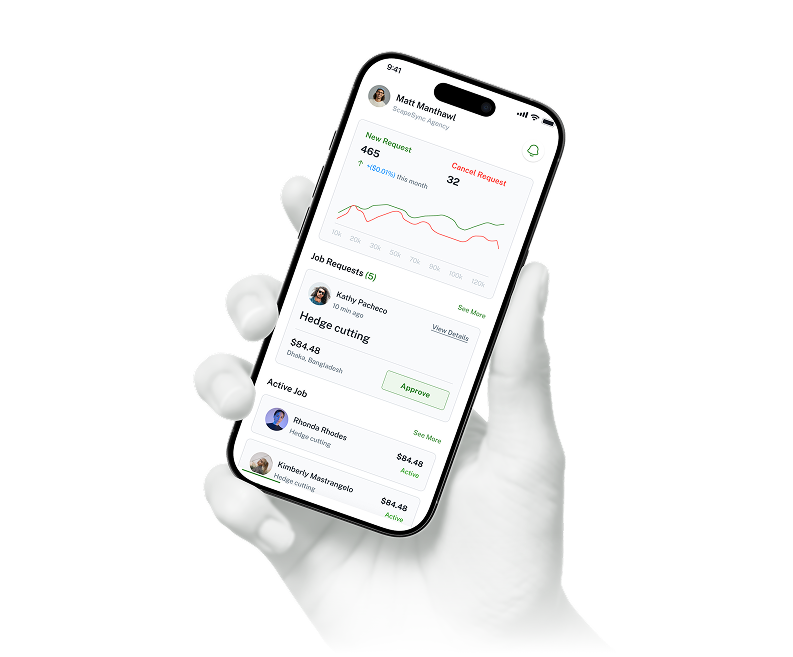 9:41
Matt Manthawl
ScapeSync Agency
New Request
465
+($0.01%) this month
Cancel Request
32
10k 20k 30k 50k 70k 90k 100k 120k
Job Requests (5)
See More
Kathy Pacheco
10 min ago
View Details
Hedge cutting
$84.48
Dhaka, Bangladesh
Approve
Active Job
See More
Rhonda Rhodes
Hedge cutting
$84.48
Active
Kimberly Mastrangelo
Hedge cutting
$84.48
Active